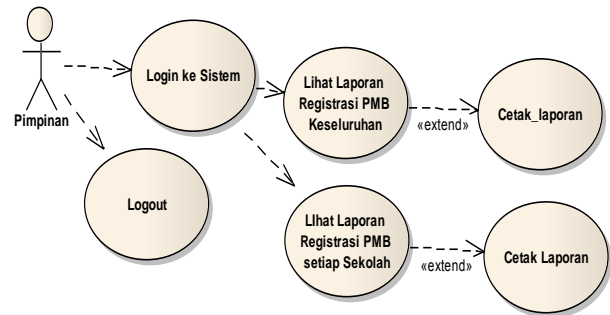 Pimpinan
Login ke Sistem
Lihat Laporan
Registrasi PMB
Keseluruhan
«extend»
Cetak_laporan
Logout
LIhat Laporan
Registrasi PMB
setiap Sekolah
«extend»
Cetak Laporan